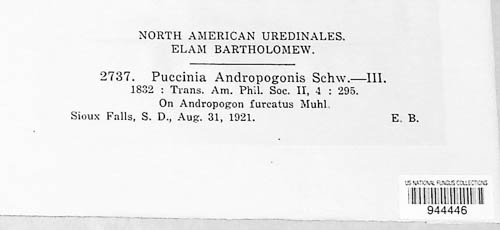 NORTH AMERICAN UREDINALES.
ELAM BARTHOLOMEW.
2737. Puccinia Andropogonis Schw.—III.
1832 : Trans. Am. Phil. Soc. II, 4 : 295.
On Andropogon furcatus Muhl.
Sioux Falls, S. D., Aug. 31, 1921. E. B.
US NATIONAL FUNGUS COLLECTIONS
944446